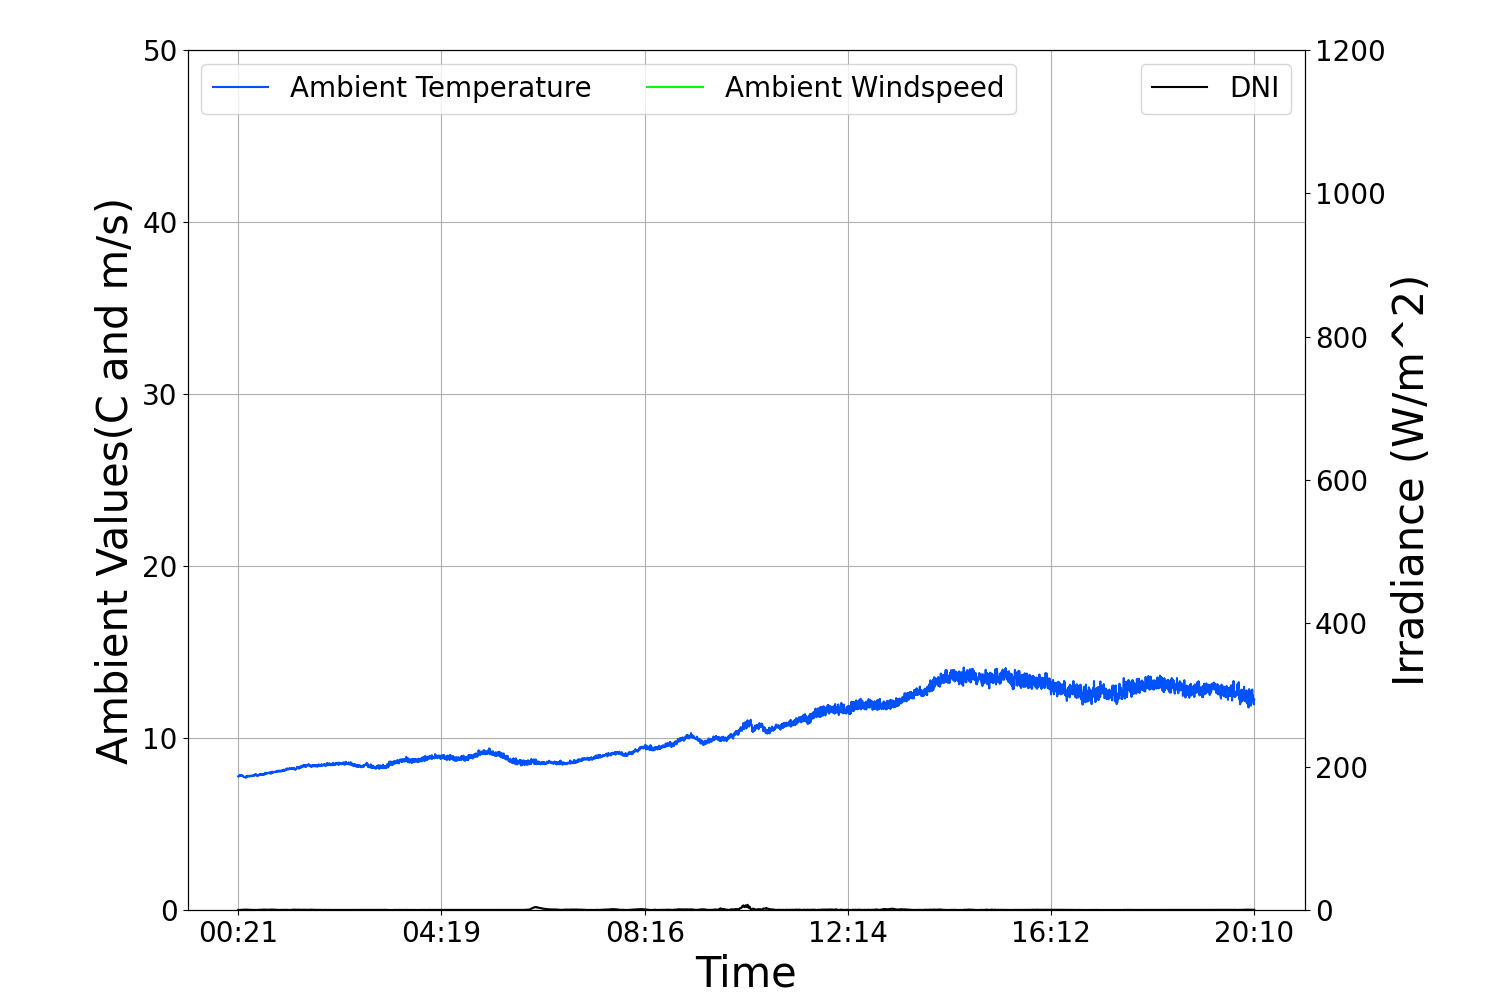 Ambient Temperature Ambient Windspeed DNI
Ambient Values(C and m/s)
50
40
30
20
10
0
1200
1000
800
600
400
200
0
Irradiance (W/m^2)
00:21 04:19 08:16 12:14 16:12 20:10
Time